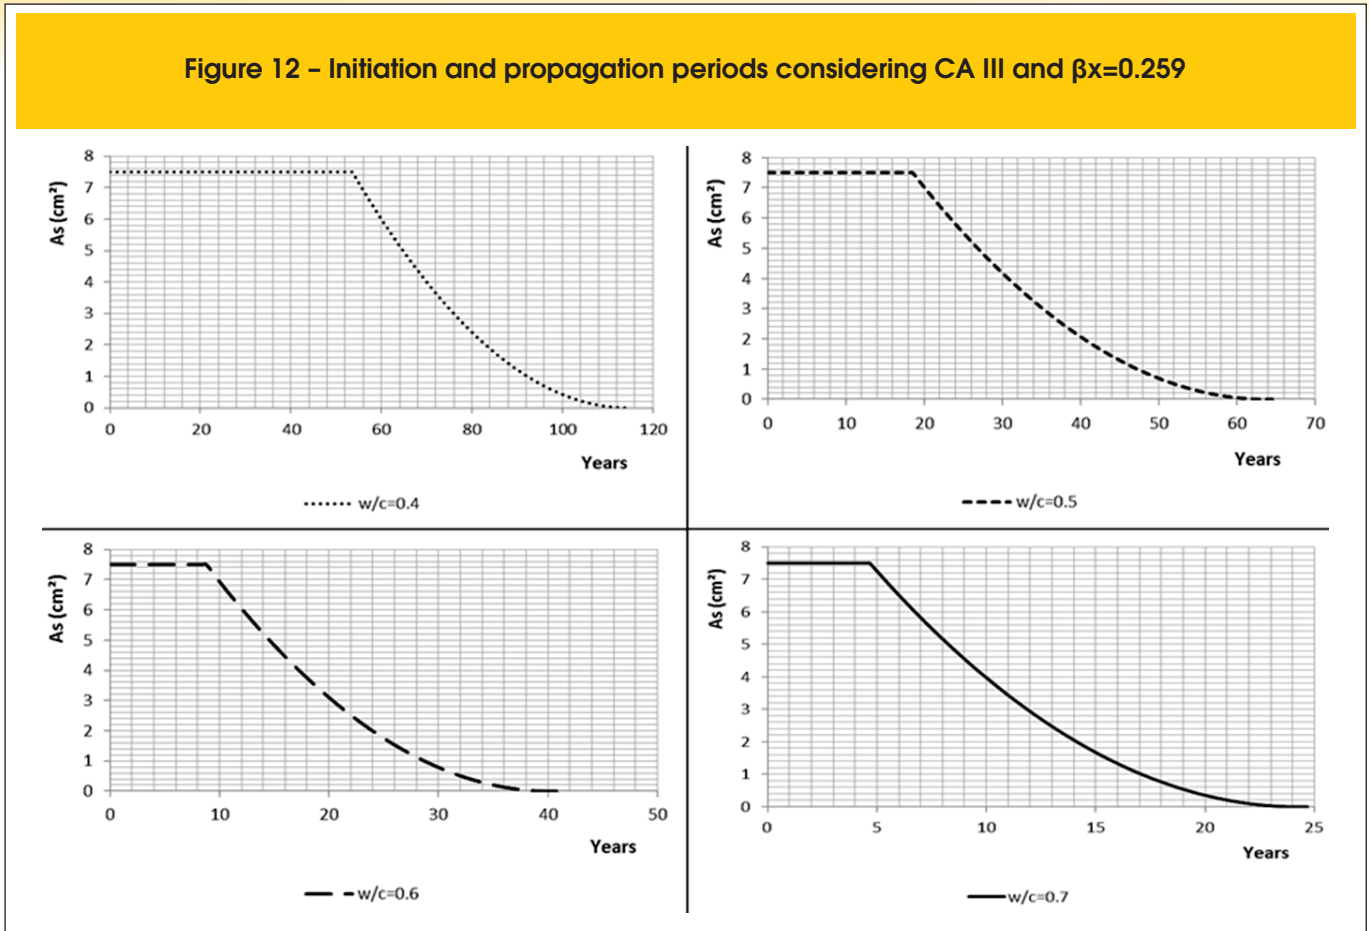 Figure 12 – Initiation and propagation periods considering CA III and βx=0.259
As (cm²)
8
7
6
5
4
3
2
1
0
0 20 40 60 80 100 120
Years
w/c=0.4
As (cm²)
8
7
6
5
4
3
2
1
0
0 10 20 30 40 50 60 70
Years
w/c=0.5
As (cm²)
8
7
6
5
4
3
2
1
0
0 10 20 30 40 50
Years
w/c=0.6
As (cm²)
8
7
6
5
4
3
2
1
0
0 5 10 15 20 25
Years
w/c=0.7